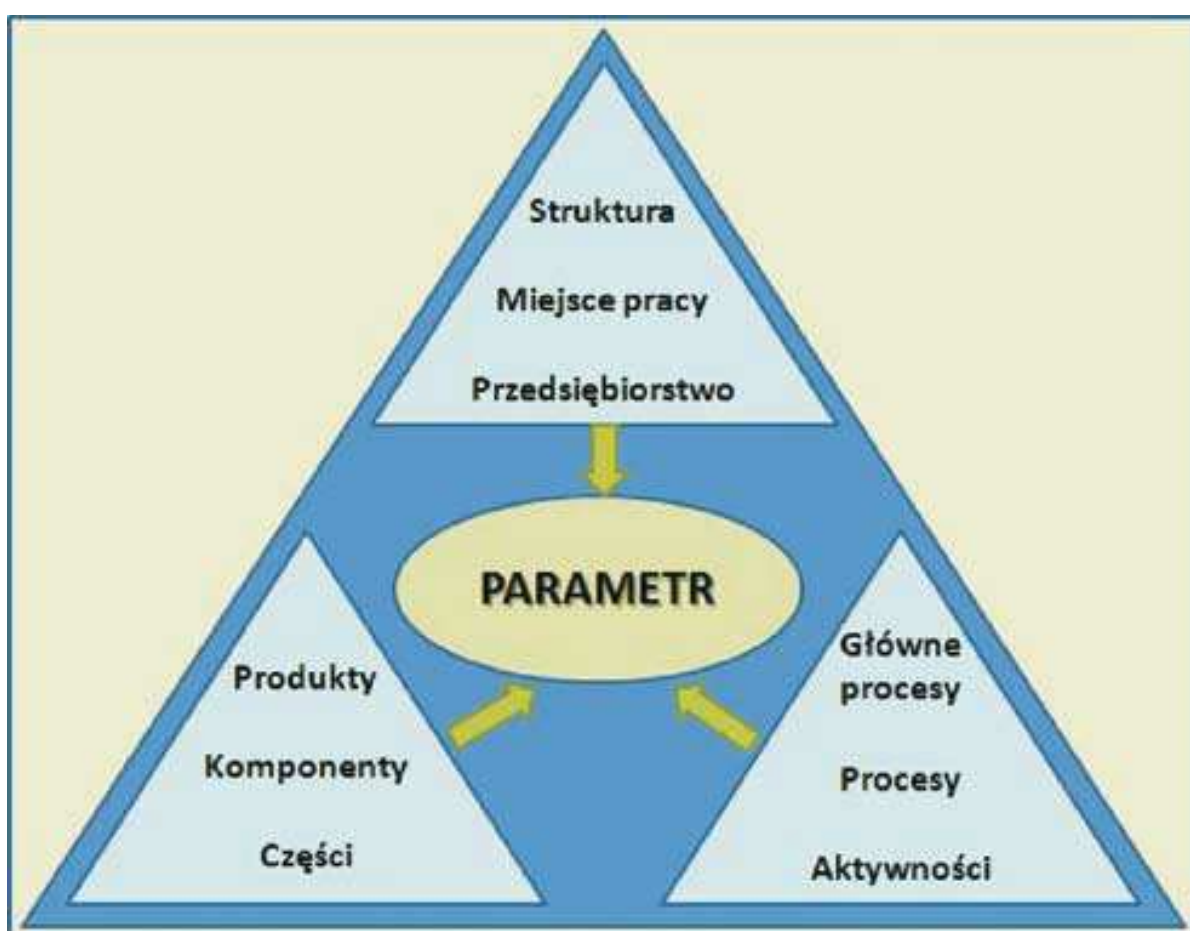 Struktura
Miejsce pracy
Przedsiębiorstwo
PARAMETR
Produkty
Komponenty
Części
Główne
procesy
Procesy
Aktywności